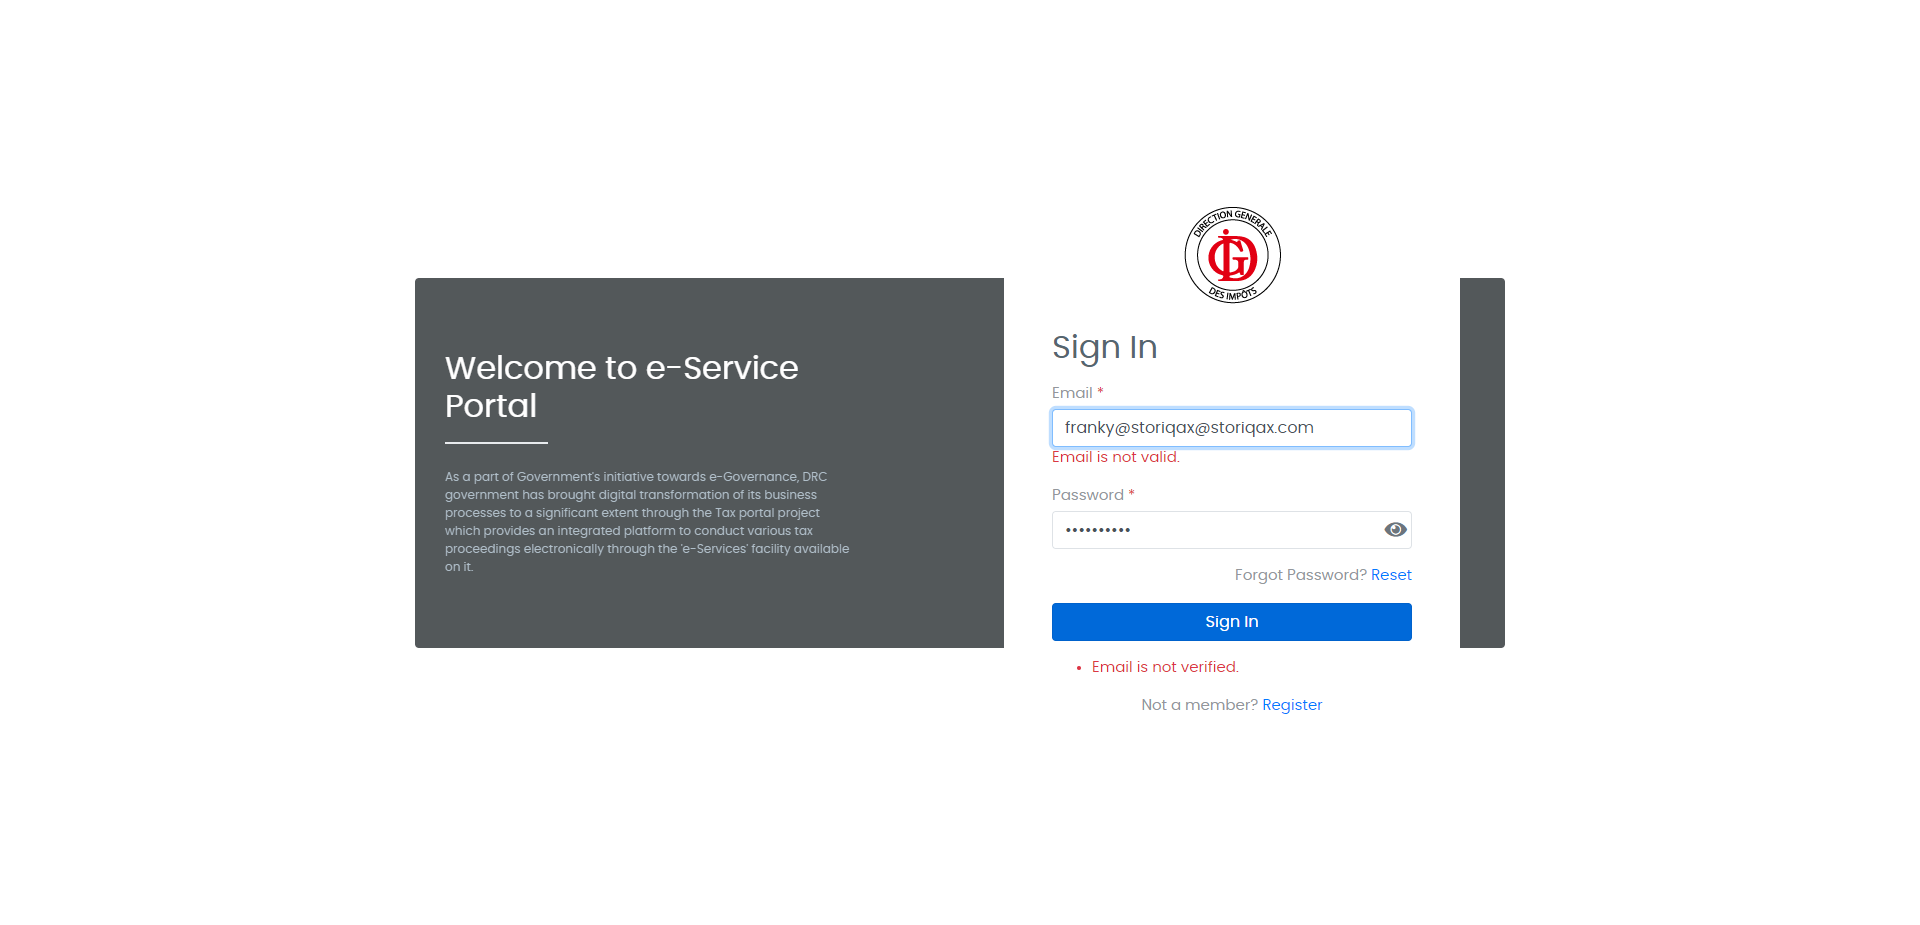 Welcome to e-Service
Portal
As a part of Government's initiative towards e-Governance, DRC
government has brought digital transformation of its business
processes to a significant extent through the Tax portal project
which provides an integrated platform to conduct various tax
proceedings electronically through the 'e-Services' facility available
on it.
DIRECTION GENERALE
DGI
DES IMPÔTS
Sign In
Email *
franky@storiqax@storiqax.com
Email is not valid.
Password *
••••••••••
Forgot Password? Reset
Sign In
• Email is not verified.
Not a member? Register